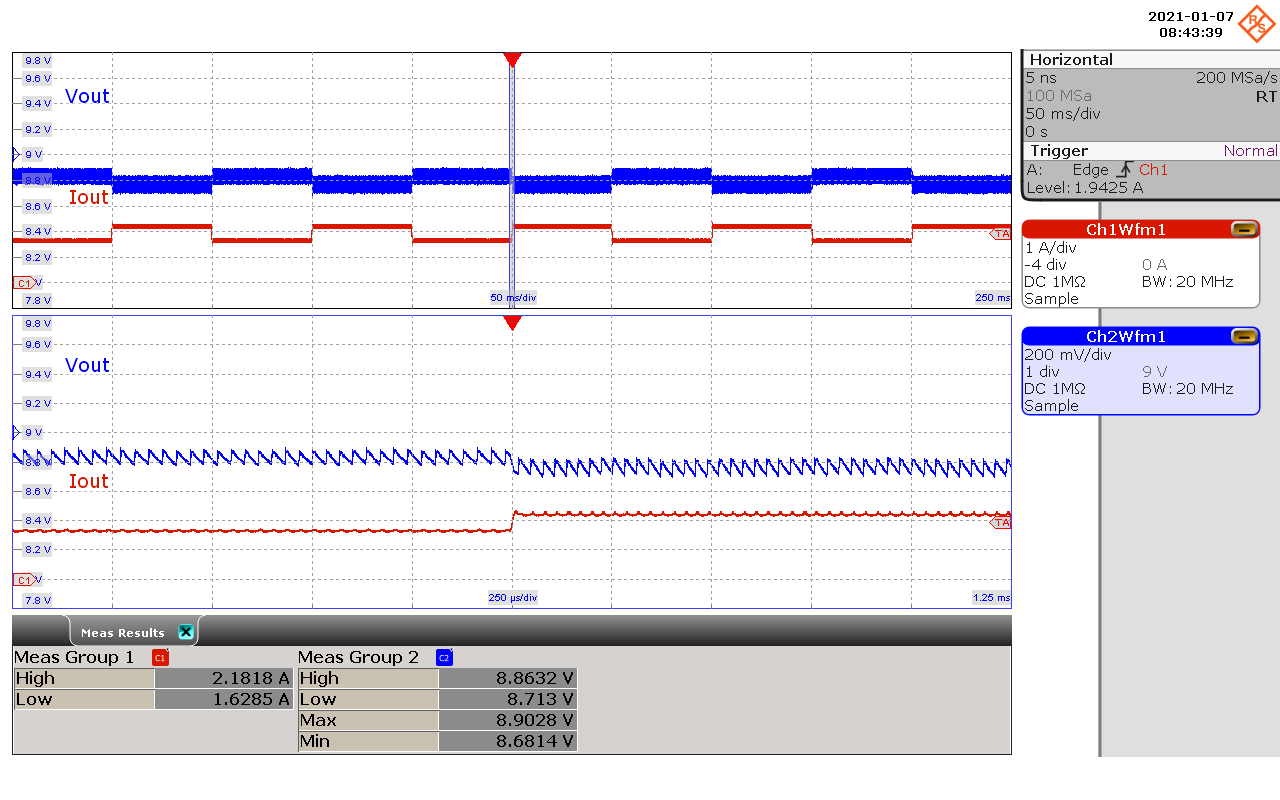 2021-01-07
08:43:39
R&S
9.8 V
9.6 V
9.4 V
9.2 V
9 V
8.8 V
8.6 V
8.4 V
8.2 V
C1 V
7.8 V
Vout
Iout
TA
50 ms/div
250 ms
9.8 V
9.6 V
9.4 V
9.2 V
9 V
8.8 V
8.6 V
8.4 V
8.2 V
C1 V
7.8 V
Vout
Iout
TA
250 µs/div
1.25 ms
Horizontal
5 ns 200 MSa/s
100 MSa RT
50 ms/div
0 s
Trigger Normal
A: Edge Ch1
Level: 1.9425 A
Ch1Wfm1
1 A/div
-4 div 0 A
DC 1MΩ BW: 20 MHz
Sample
Ch2Wfm1
200 mV/div
1 div 9 V
DC 1MΩ BW: 20 MHz
Sample
Meas Results
Meas Group 1 C1
High 2.1818 A
Low 1.6285 A
Meas Group 2 C2
High 8.8632 V
Low 8.713 V
Max 8.9028 V
Min 8.6814 V